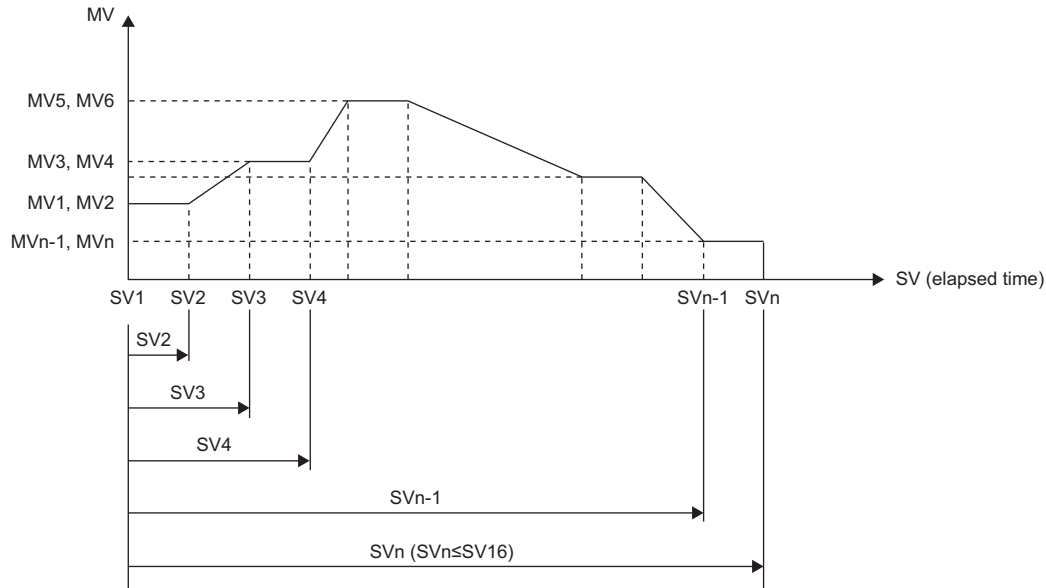 MV
MV5, MV6
MV3, MV4
MV1, MV2
MVn-1, MVn
SV (elapsed time)
SV1 SV2 SV3 SV4 SVn-1 SVn
SV2
SV3
SV4
SVn-1
SVn (SVn≤SV16)